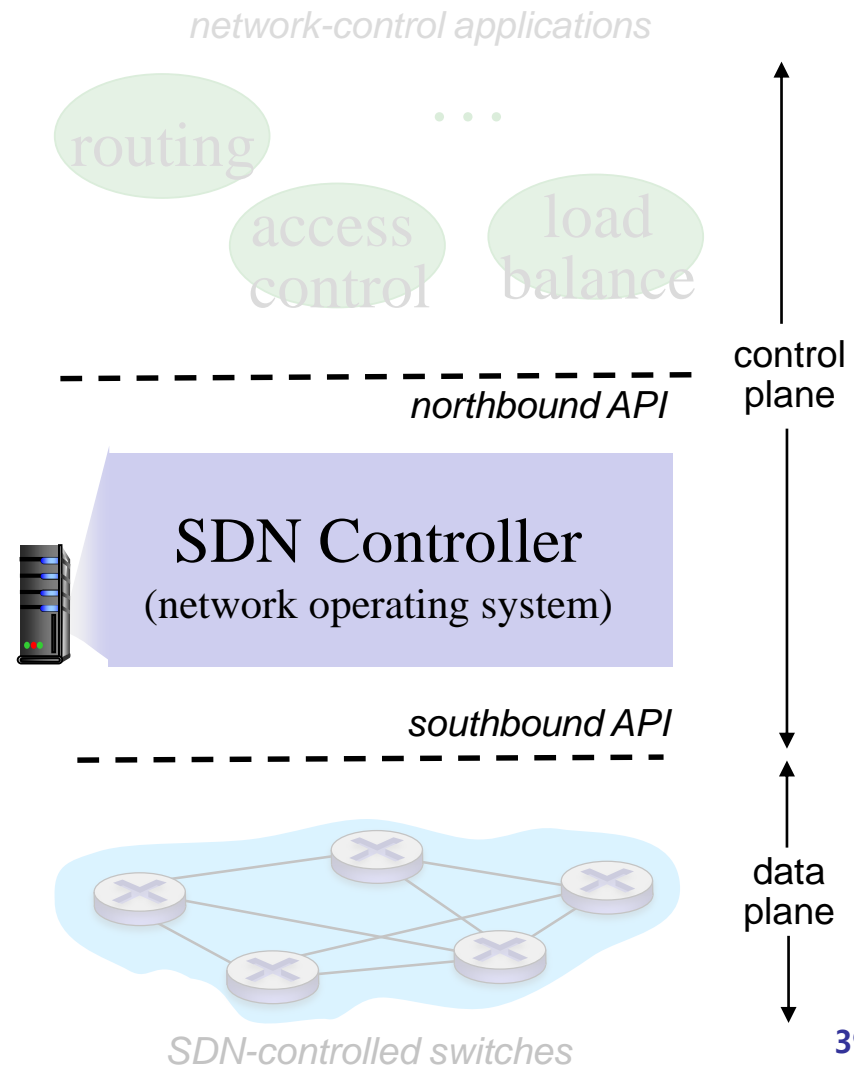 network-control applications
routing
. . .
access
control
load
balance
control
plane
northbound API
SDN Controller
(network operating system)
southbound API
data
plane
SDN-controlled switches